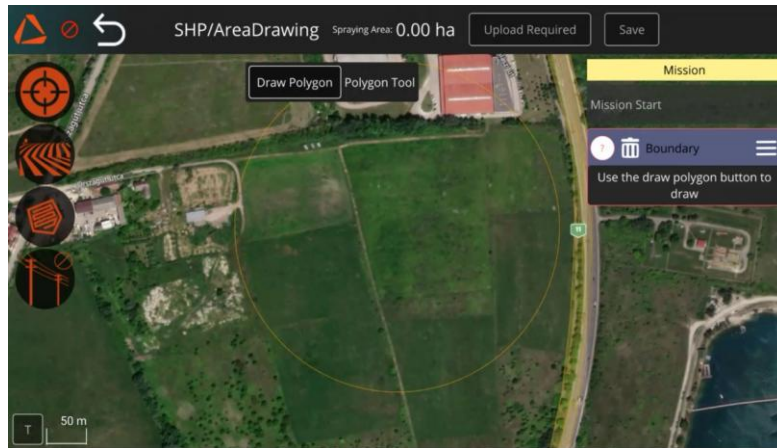 SHP/AreaDrawing Spraying Area: 0.00 ha Upload Required Save
Draw Polygon Polygon Tool
Mission
Mission Start
? Boundary
Use the draw polygon button to
draw
11
T 50 m